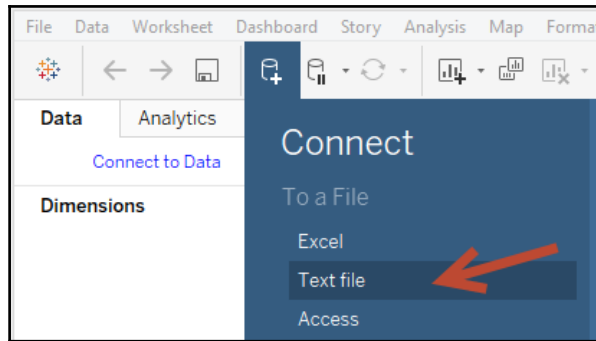 File Data Worksheet Dashboard Story Analysis Map Forma
Data Analytics
Connect to Data
Dimensions
Connect
To a File
Excel
Text file
Access